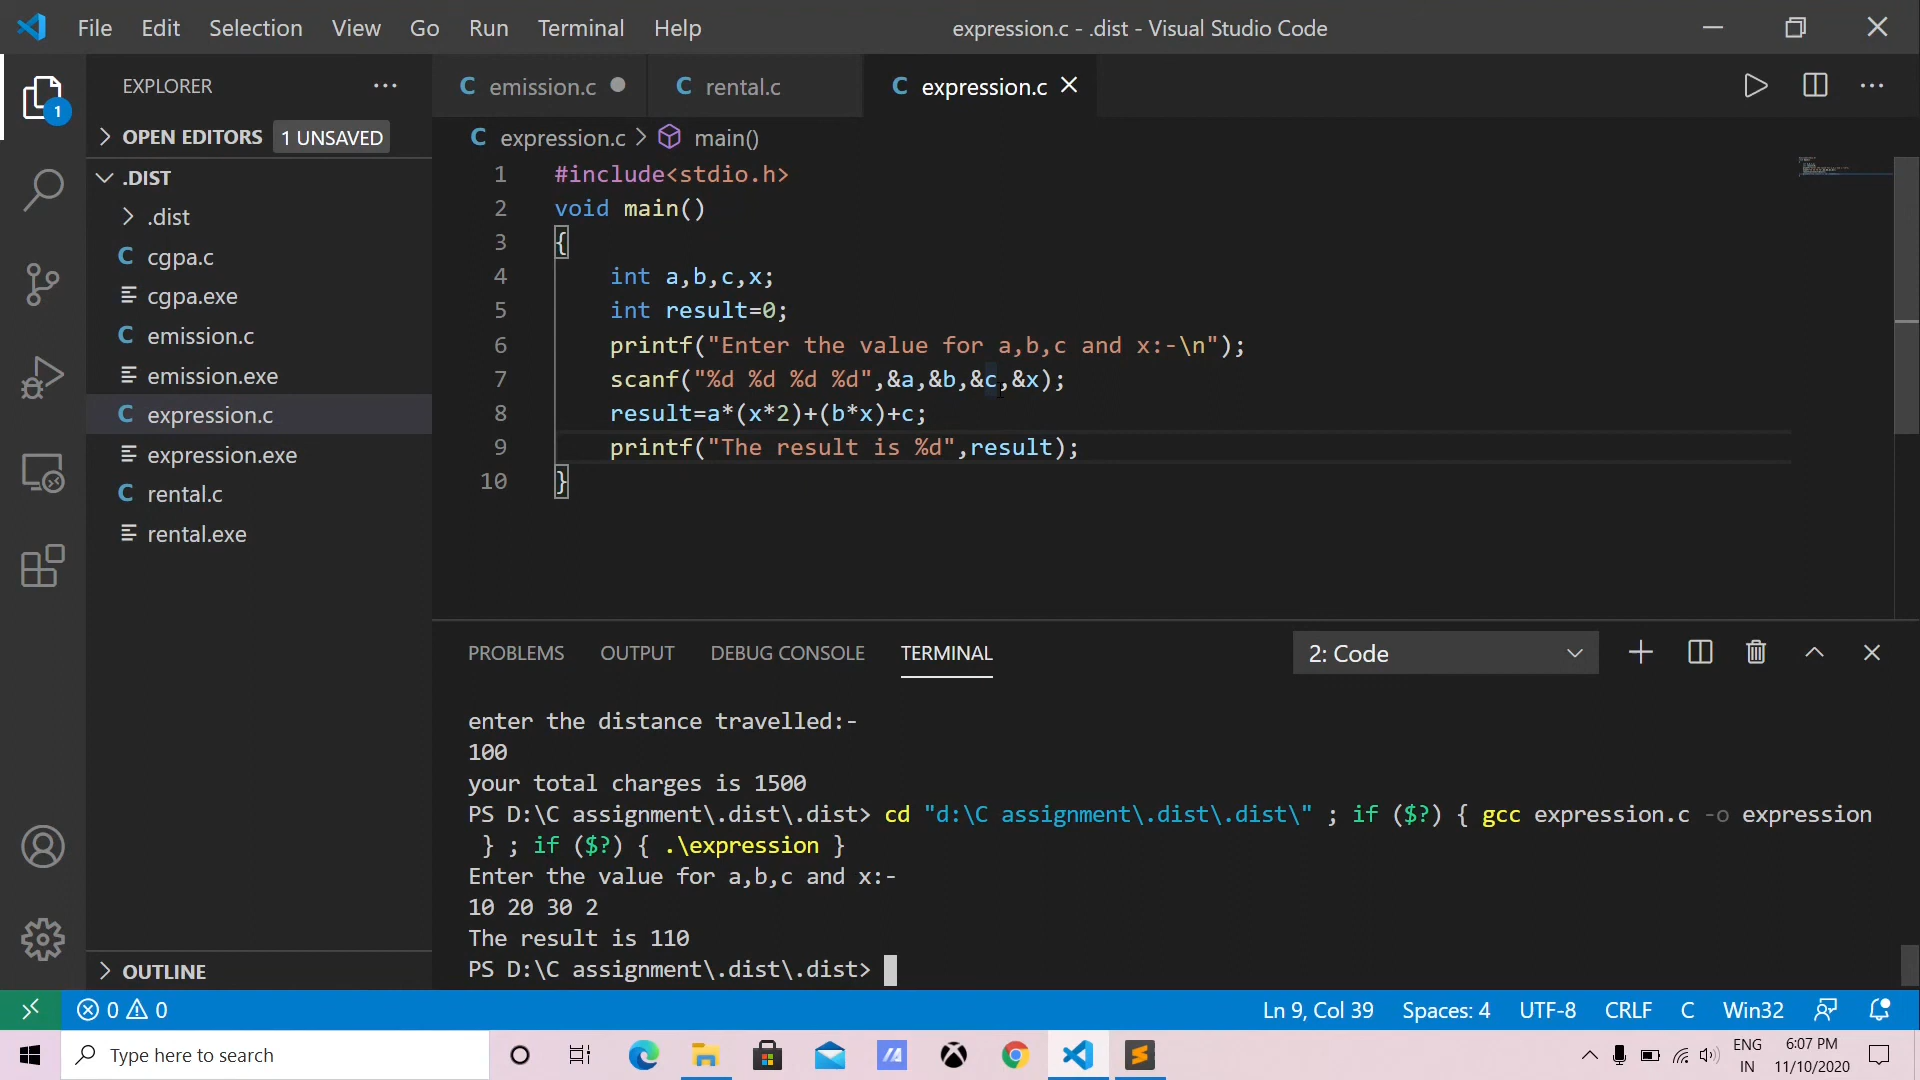 File Edit Selection View Go Run Terminal Help expression.c - .dist - Visual Studio Code
EXPLORER ··· C emission.c C rental.c C expression.c
1
OPEN EDITORS 1 UNSAVED
C expression.c > main()
.DIST
.dist
C cgpa.c
cgpa.exe
C emission.c
emission.exe
C expression.c
expression.exe
C rental.c
rental.exe
OUTLINE
1 #include<stdio.h>
2 void main()
3 {
4 int a,b,c,x;
5 int result=0;
6 printf("Enter the value for a,b,c and x:-\n");
7 scanf("%d %d %d %d",&a,&b,&c,&x);
8 result=a*(x*2)+(b*x)+c;
9 printf("The result is %d",result);
10 }
PROBLEMS OUTPUT DEBUG CONSOLE TERMINAL 2: Code
enter the distance travelled:-
100
your total charges is 1500
PS D:\C assignment\.dist\.dist> cd "d:\C assignment\.dist\.dist\" ; if ($?) { gcc expression.c -o expression
} ; if ($?) { .\expression }
Enter the value for a,b,c and x:-
10 20 30 2
The result is 110
PS D:\C assignment\.dist\.dist>
0 0 Ln 9, Col 39 Spaces: 4 UTF-8 CRLF C Win32
Type here to search
ENG
IN
6:07 PM
11/10/2020